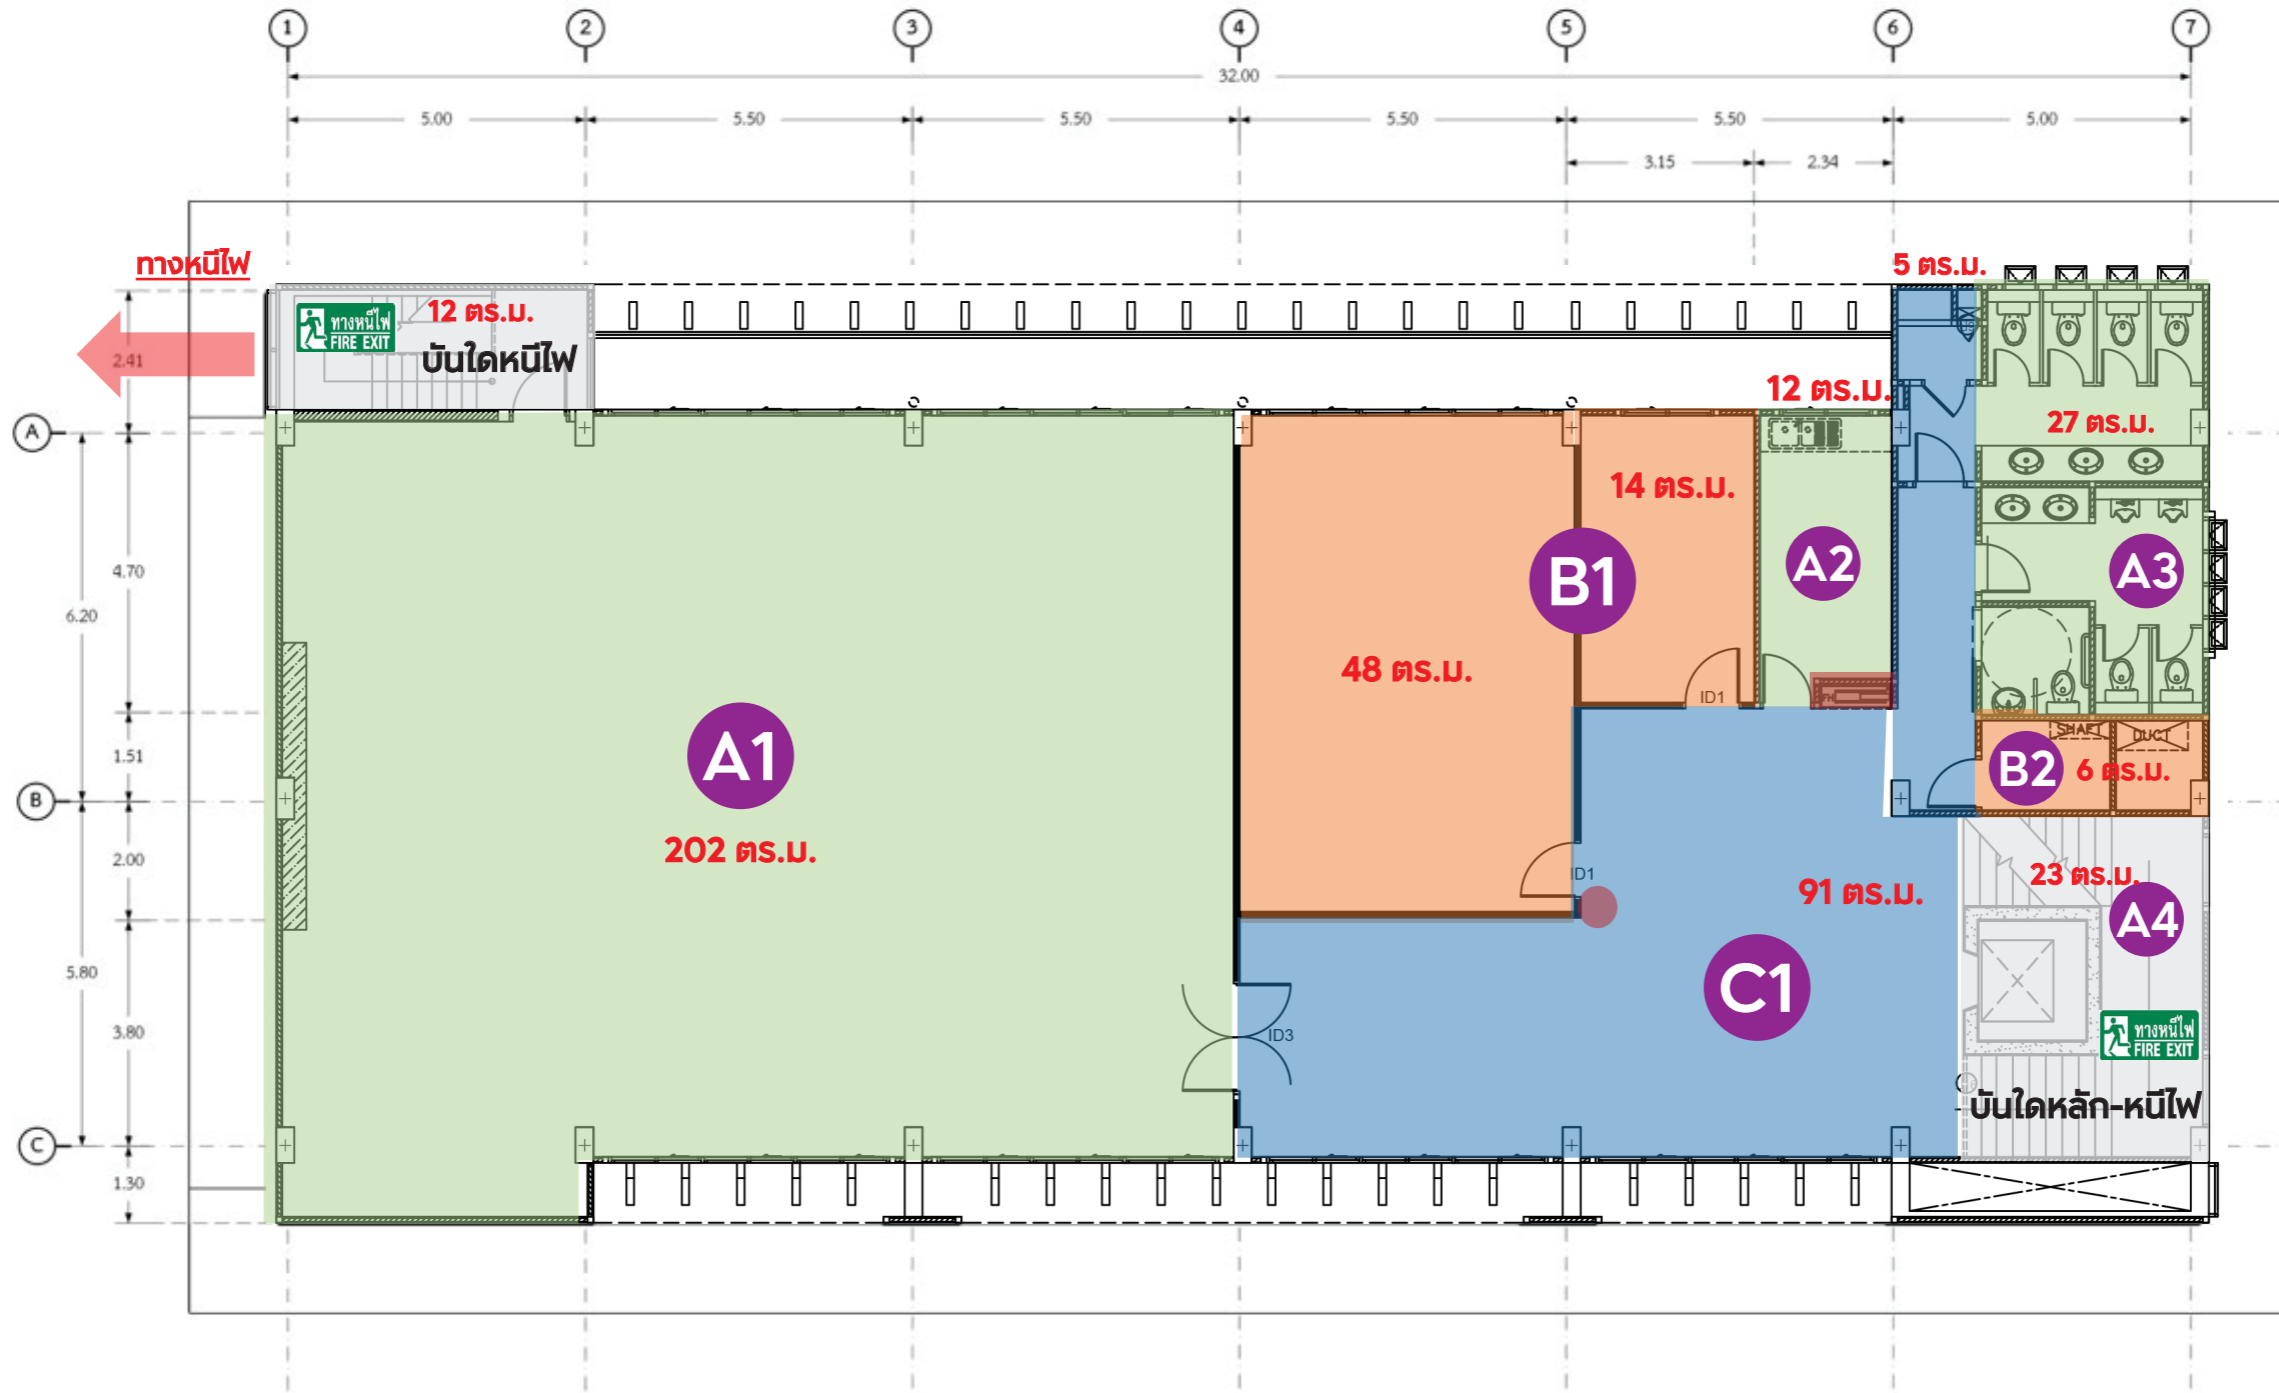 1
2
3
4
5
6
7
32.00
5.00
5.50
5.50
5.50
5.50
5.00
3.15
2.34
ทางหนีไฟ
5 ตร.ม.
ทางหนีไฟ
FIRE EXIT
12 ตร.ม.
บันใดหนีไฟ
2.41
12 ตร.ม.
27 ตร.ม.
A
14 ตร.ม.
4.70
B1
A2
A3
6.20
48 ตร.ม.
ID1
FH
SHAFT
DUCT
A1
1.51
B2
6 ตร.ม.
B
202 ตร.ม.
2.00
ID1
91 ตร.ม.
23 ตร.ม.
A4
5.80
C1
3.80
ID3
ทางหนีไฟ
FIRE EXIT
บันใดหลัก-หนีไฟ
C
1.30